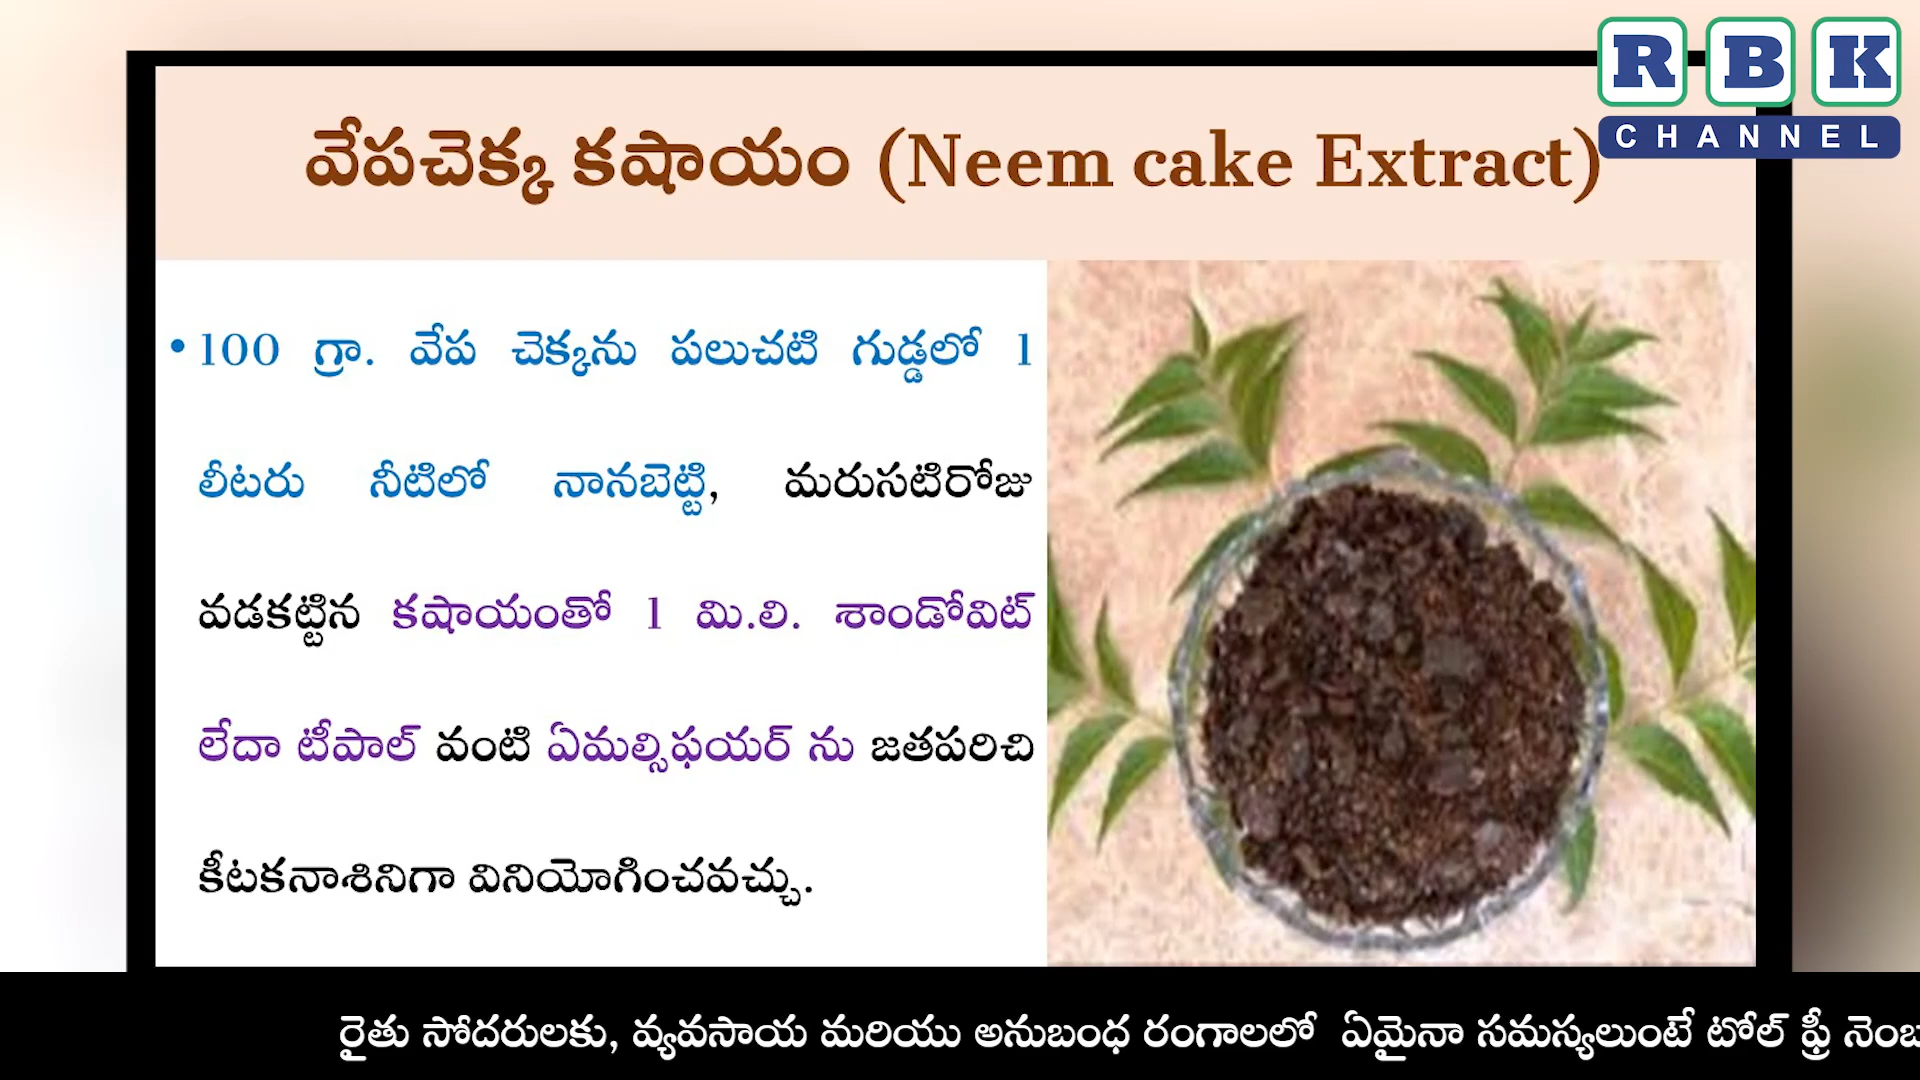 R B K
CHANNEL
వేపచెక్క కషాయం (Neem cake Extract)
• 100 గ్రా. వేప చెక్కను పలుచటి గుడ్డలో 1
లీటరు నీటిలో నానబెట్టి, మరుసటిరోజు
వడకట్టిన కషాయంతో 1 మి.లి. శాండోవిట్
లేదా టీపాల్ వంటి ఏమల్సిఫయర్ ను జతపరిచి
కీటకనాశినిగా వినియోగించవచ్చు.
రైతు సోదరులకు, వ్యవసాయ మరియు అనుబంధ రంగాలలో ఏమైనా సమస్యలుంటే టోల్ ఫ్రీ